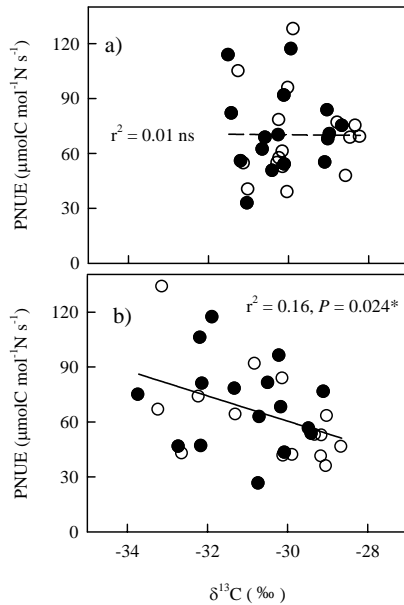 a)
PNUE (µmolC mol⁻¹N s⁻¹)
120
90
60
30
0
r² = 0.01 ns
b)
PNUE (µmolC mol⁻¹N s⁻¹)
r² = 0.16, P = 0.024*
120
90
60
30
0
-34 -32 -30 -28
δ¹³C ( ‰ )